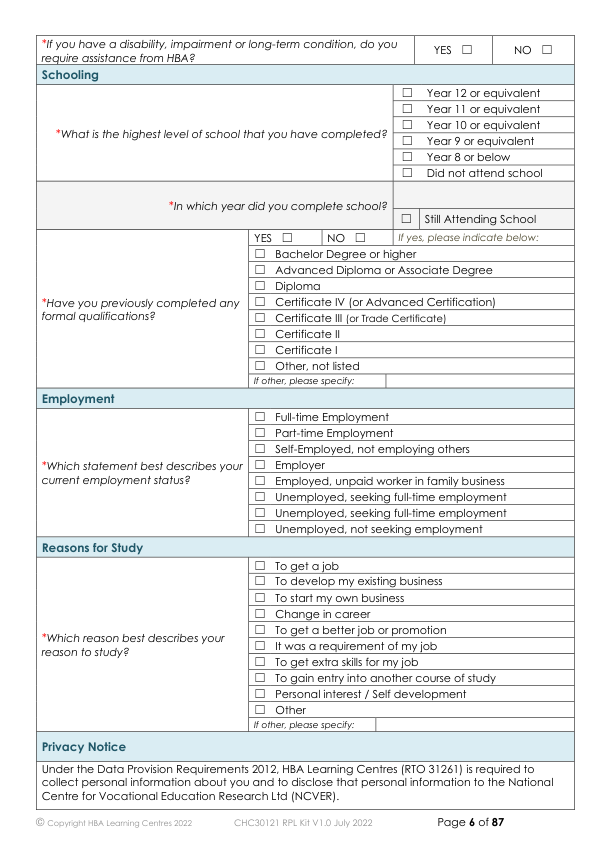 *If you have a disability, impairment or long-term condition, do you
require assistance from HBA?
YES ☐ NO ☐
Schooling
*What is the highest level of school that you have completed?
☐ Year 12 or equivalent
☐ Year 11 or equivalent
☐ Year 10 or equivalent
☐ Year 9 or equivalent
☐ Year 8 or below
☐ Did not attend school
*In which year did you complete school?
☐ Still Attending School
*Have you previously completed any
formal qualifications?
YES ☐ NO ☐ If yes, please indicate below:
☐ Bachelor Degree or higher
☐ Advanced Diploma or Associate Degree
☐ Diploma
☐ Certificate IV (or Advanced Certification)
☐ Certificate III (or Trade Certificate)
☐ Certificate II
☐ Certificate I
☐ Other, not listed
If other, please specify:
Employment
*Which statement best describes your
current employment status?
☐ Full-time Employment
☐ Part-time Employment
☐ Self-Employed, not employing others
☐ Employer
☐ Employed, unpaid worker in family business
☐ Unemployed, seeking full-time employment
☐ Unemployed, seeking full-time employment
☐ Unemployed, not seeking employment
Reasons for Study
*Which reason best describes your
reason to study?
☐ To get a job
☐ To develop my existing business
☐ To start my own business
☐ Change in career
☐ To get a better job or promotion
☐ It was a requirement of my job
☐ To get extra skills for my job
☐ To gain entry into another course of study
☐ Personal interest / Self development
☐ Other
If other, please specify:
Privacy Notice
Under the Data Provision Requirements 2012, HBA Learning Centres (RTO 31261) is required to
collect personal information about you and to disclose that personal information to the National
Centre for Vocational Education Research Ltd (NCVER).
© Copyright HBA Learning Centres 2022 CHC30121 RPL Kit V1.0 July 2022 Page 6 of 87